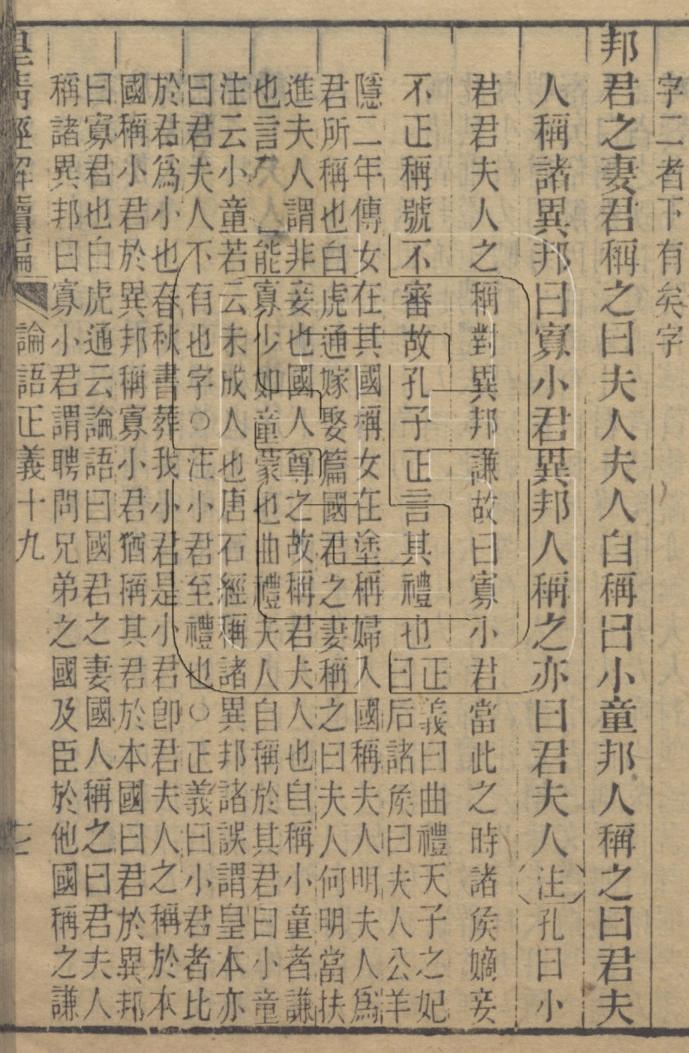 字二者下有矣字
邦君之妻君稱之曰夫人夫人自稱曰小童邦人稱之曰君夫
人稱諸異邦曰寡小君異邦人稱之亦曰君夫人〔注〕孔曰小
君君夫人之稱對異邦謙故曰寡小君當此之時諸侯嫡妾
不正稱號不審故孔子正言其禮也
正義曰曲禮天子之妃
曰后諸侯曰夫人公羊
隱二年傳女在其國稱女在塗稱婦入國稱夫人明夫人爲
君所稱也白虎通嫁娶篇國君之妻稱之曰夫人何明當扶
進夫人謂非妾也國人尊之故稱君夫人也自稱小童者謙
也言能寡少如童蒙也曲禮夫人自稱於其君曰小童
注云小童若云未成人也唐石經稱諸異邦諸誤謂皇本亦
曰君夫人下有也字○注小君至禮也○正義曰小君者比
於君爲小也春秋書葬我小君是小君卽君夫人之稱於本
國稱小君於異邦稱寡小君猶稱其君於本國曰君於異邦
曰寡君也白虎通云論語曰國君之妻國人稱之曰君夫人
稱諸異邦曰寡小君謂聘問兄弟之國及臣於他國稱之謙
皇清經解續編 論語正義十九